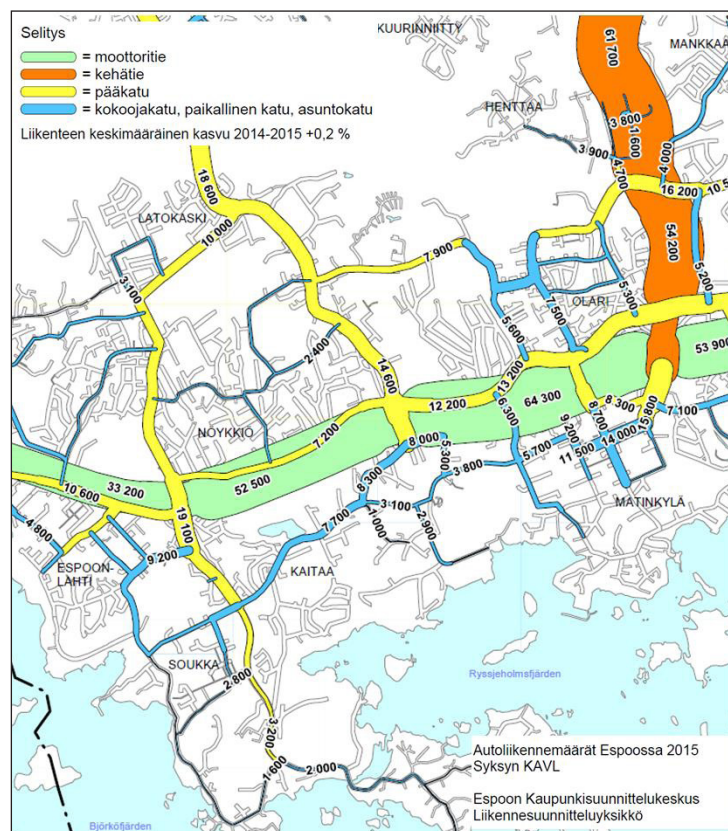 Selitys
= moottoritie
= kehätie
= pääkatu
= kokoojakatu, paikallinen katu, asuntokatu
Liikenteen keskimääräinen kasvu 2014-2015 +0,2 %
KUURINNIITTY
61 700
MANKKAA
HENTTAA
3 800
1 600
3 900
4 700
4 000
16 200
18 600
LATOKASKI
10 000
3 100
7 900
54 200
5 200
OLARI
5 300
7 500
5 600
2 400
14 600
13 200
53 900
64 300
12 200
NÖYKKIÖ
7 200
6 300
8 700
8 300
15 800
7 100
8 000
5 300
9 200
14 000
11 500
5 700
3 800
8 300
52 500
33 200
10 600
MATINKYLÄ
3 100
1 000
2 900
7 700
19 100
4 800
9 200
ESPOON-
LAHTI
KAITAA
SOUKKA
2 800
Ryssjeholmsfjärden
3 200
1 600
2 000
Autoliikennemäärät Espoossa 2015
Syksyn KAVL
Espoon Kaupunkisuunnittelukeskus
Liikennesuunnitteluyksikkö
Björköfjärden